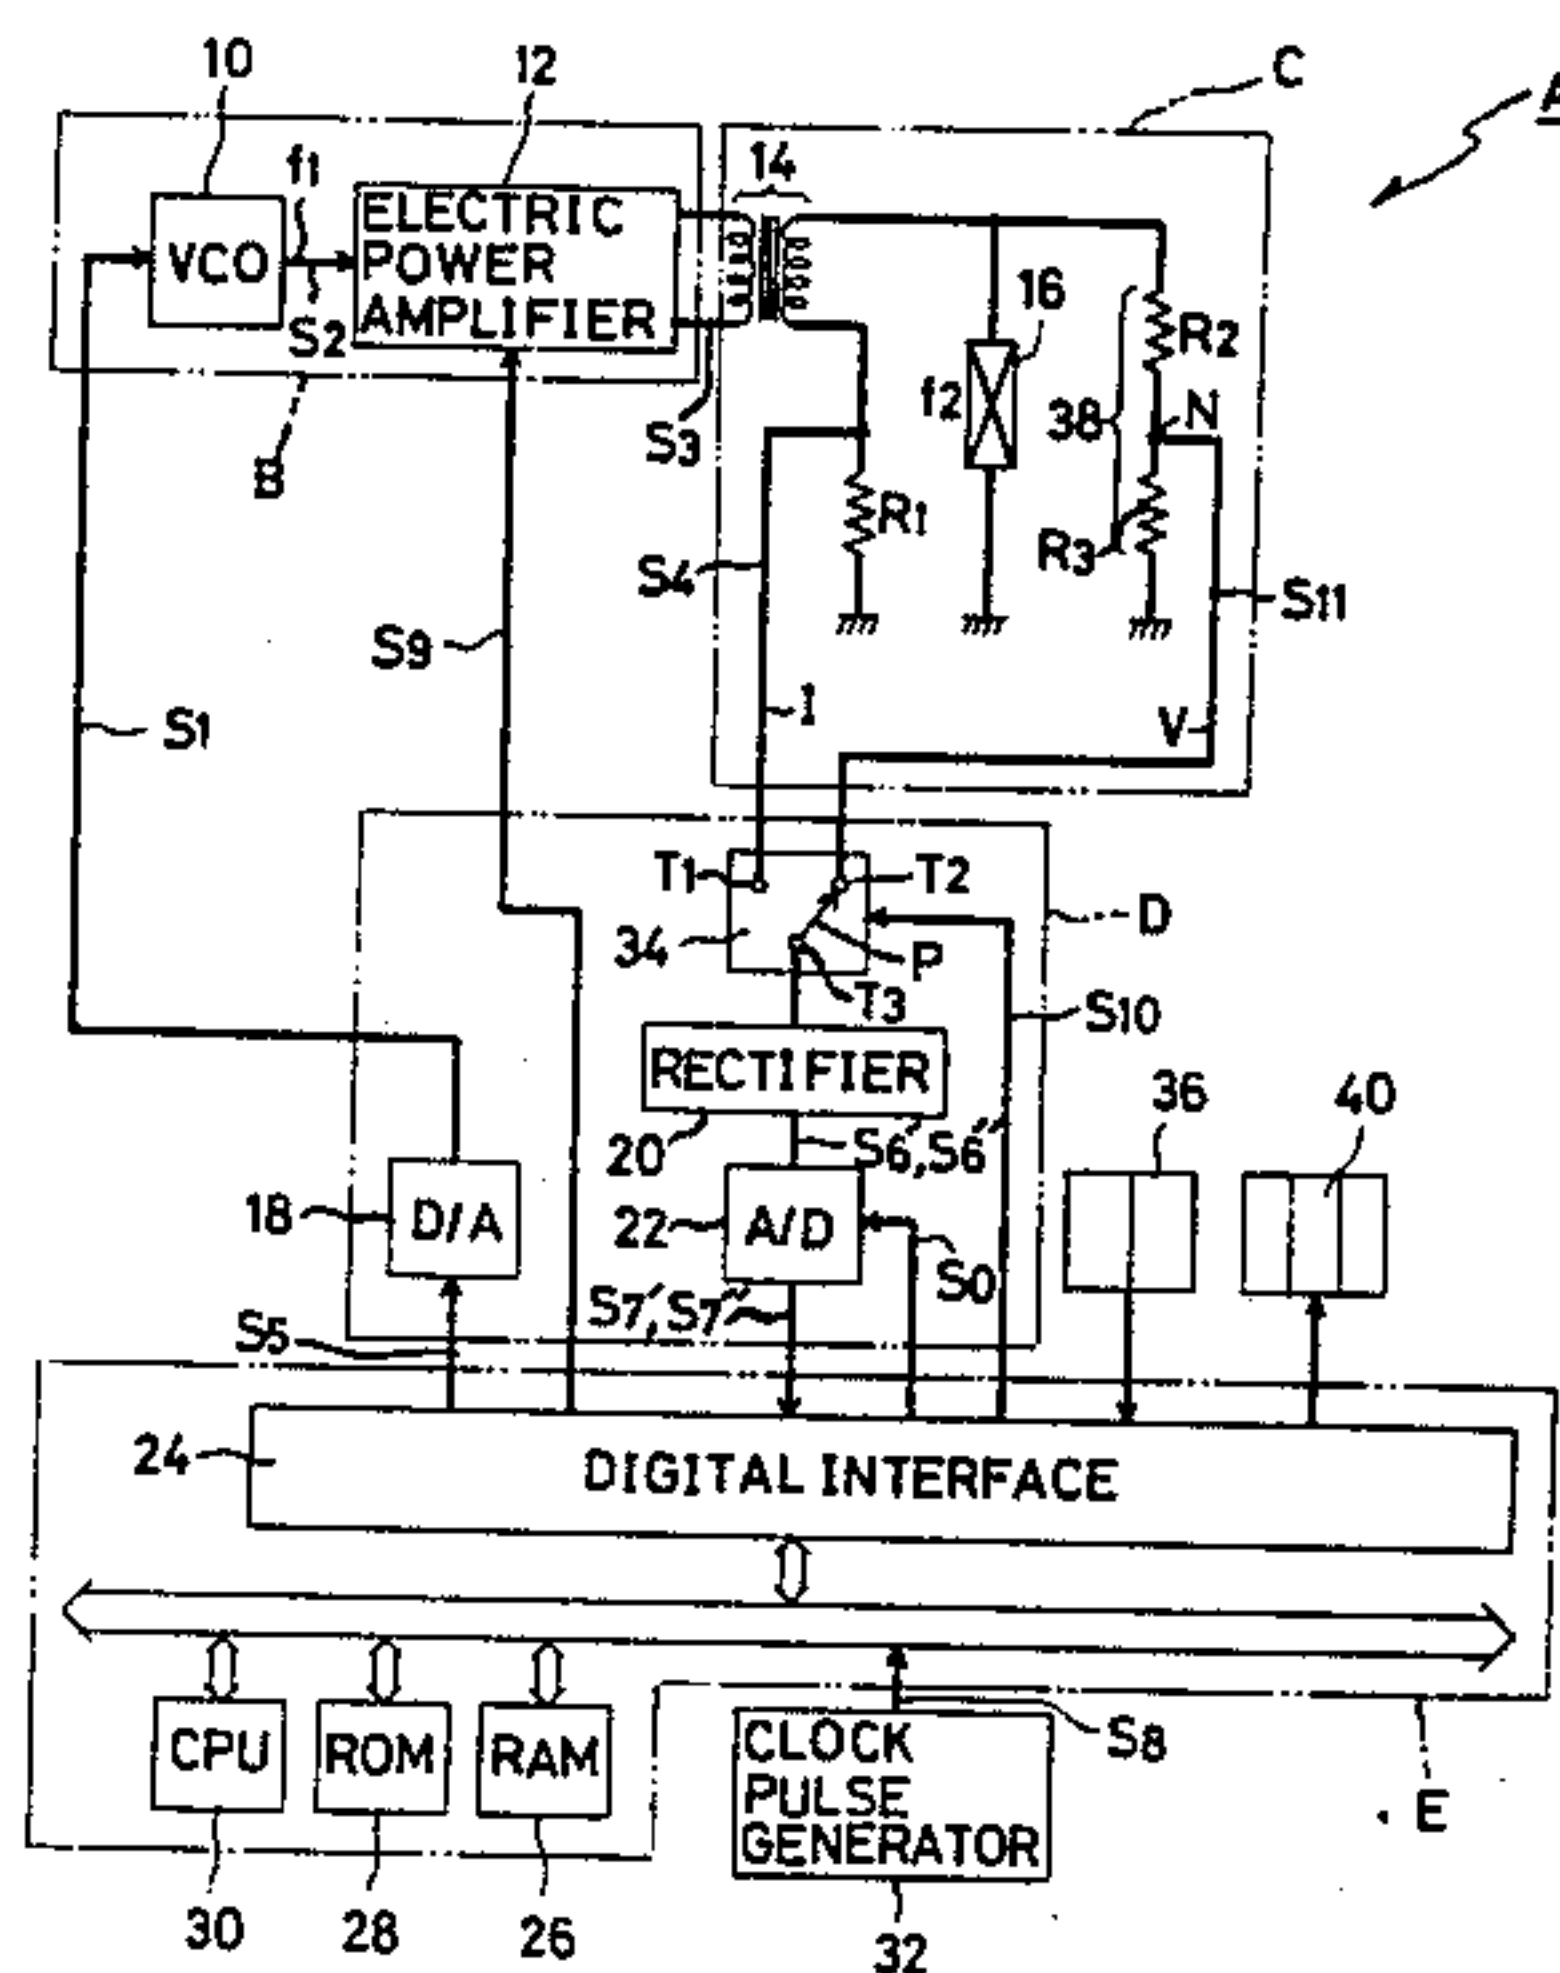 10
12
C
A
f1
14
VCO
ELECTRIC
POWER
AMPLIFIER
S2
16
R2
f2
38
N
S3
B
R1
R3
S4
S11
S9
I
S1
V
T1
T2
D
34
P
T3
S10
RECTIFIER
36
40
20
S6′,S6″
18
D/A
22
A/D
S0
S7′,S7″
S5
24
DIGITAL INTERFACE
CPU
ROM
RAM
CLOCK
PULSE
GENERATOR
S8
E
30
28
26
32